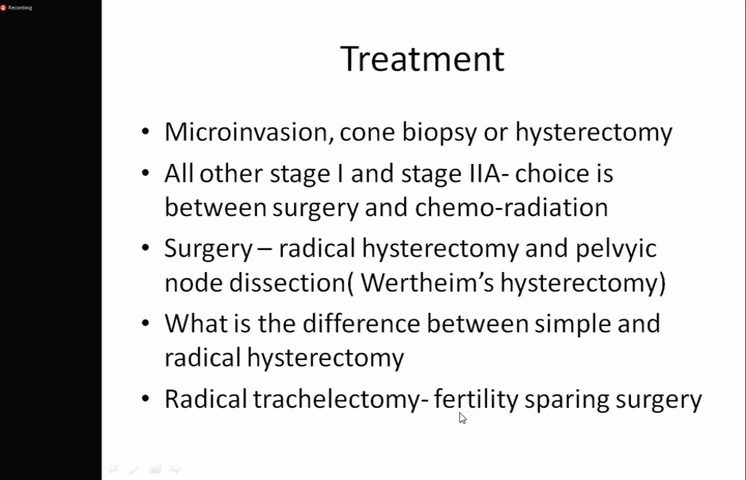 Recording
Treatment
• Microinvasion, cone biopsy or hysterectomy
• All other stage I and stage IIA- choice is
between surgery and chemo-radiation
• Surgery – radical hysterectomy and pelvyic
node dissection( Wertheim’s hysterectomy)
• What is the difference between simple and
radical hysterectomy
• Radical trachelectomy- fertility sparing surgery